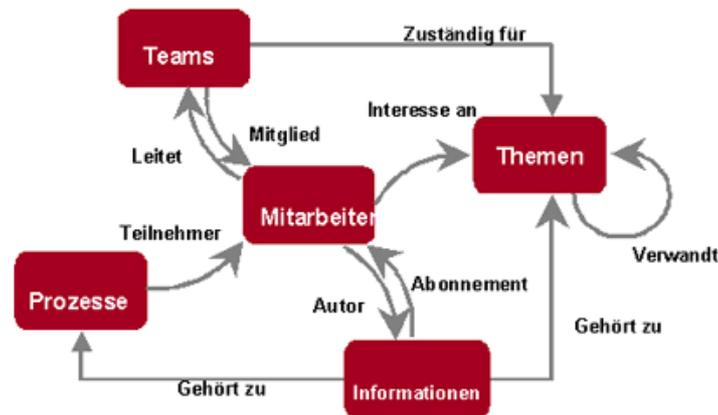 Zuständig für
Teams
Interesse an
Mitglied
Leitet
Themen
Mitarbeiter
Teilnehmer
Verwandt
Abonnement
Prozesse
Autor
Gehört zu
Gehört zu
Informationen